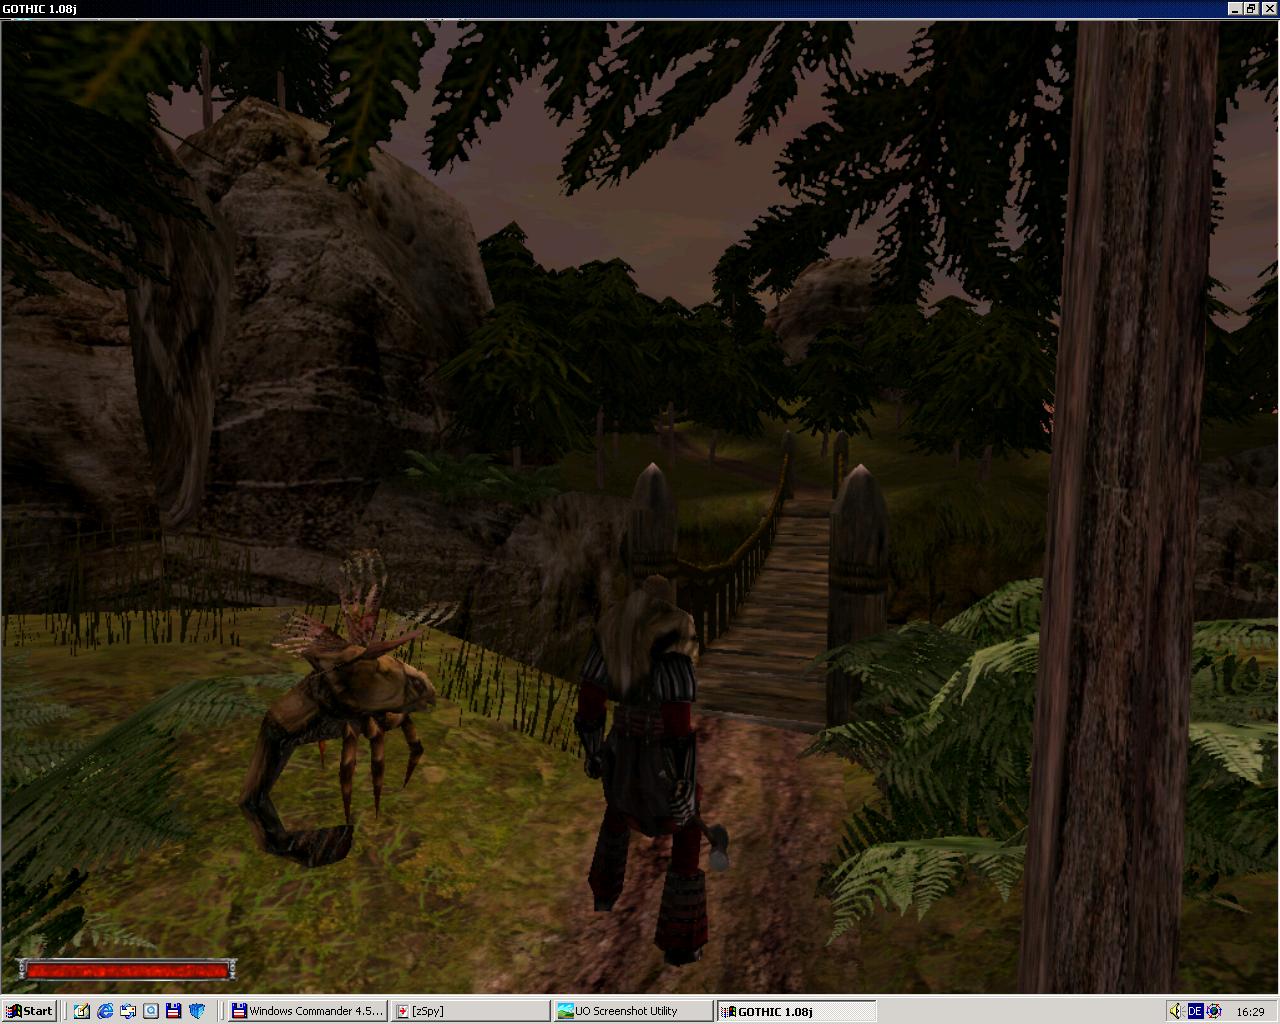 GOTHIC 1.08j
Start
Windows Commander 4.5...
[zSpy]
UO Screenshot Utility
GOTHIC 1.08j
DE
16:29